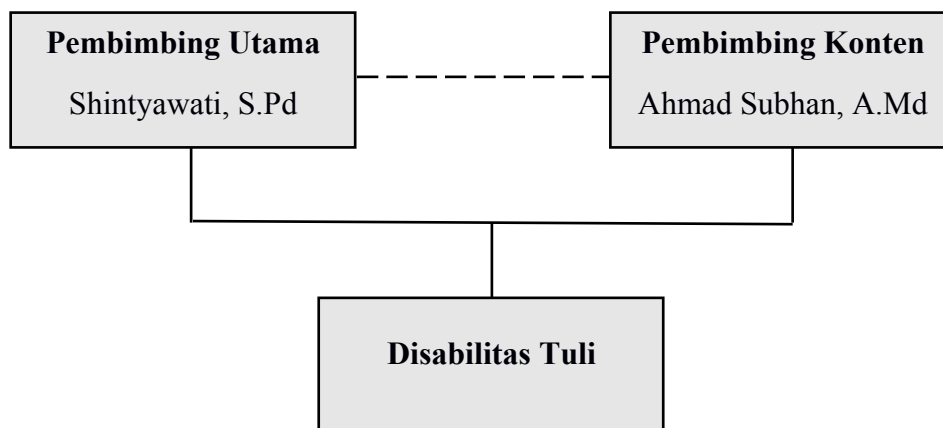 Pembimbing Utama
Shintyawati, S.Pd
Pembimbing Konten
Ahmad Subhan, A.Md
Disabilitas Tuli